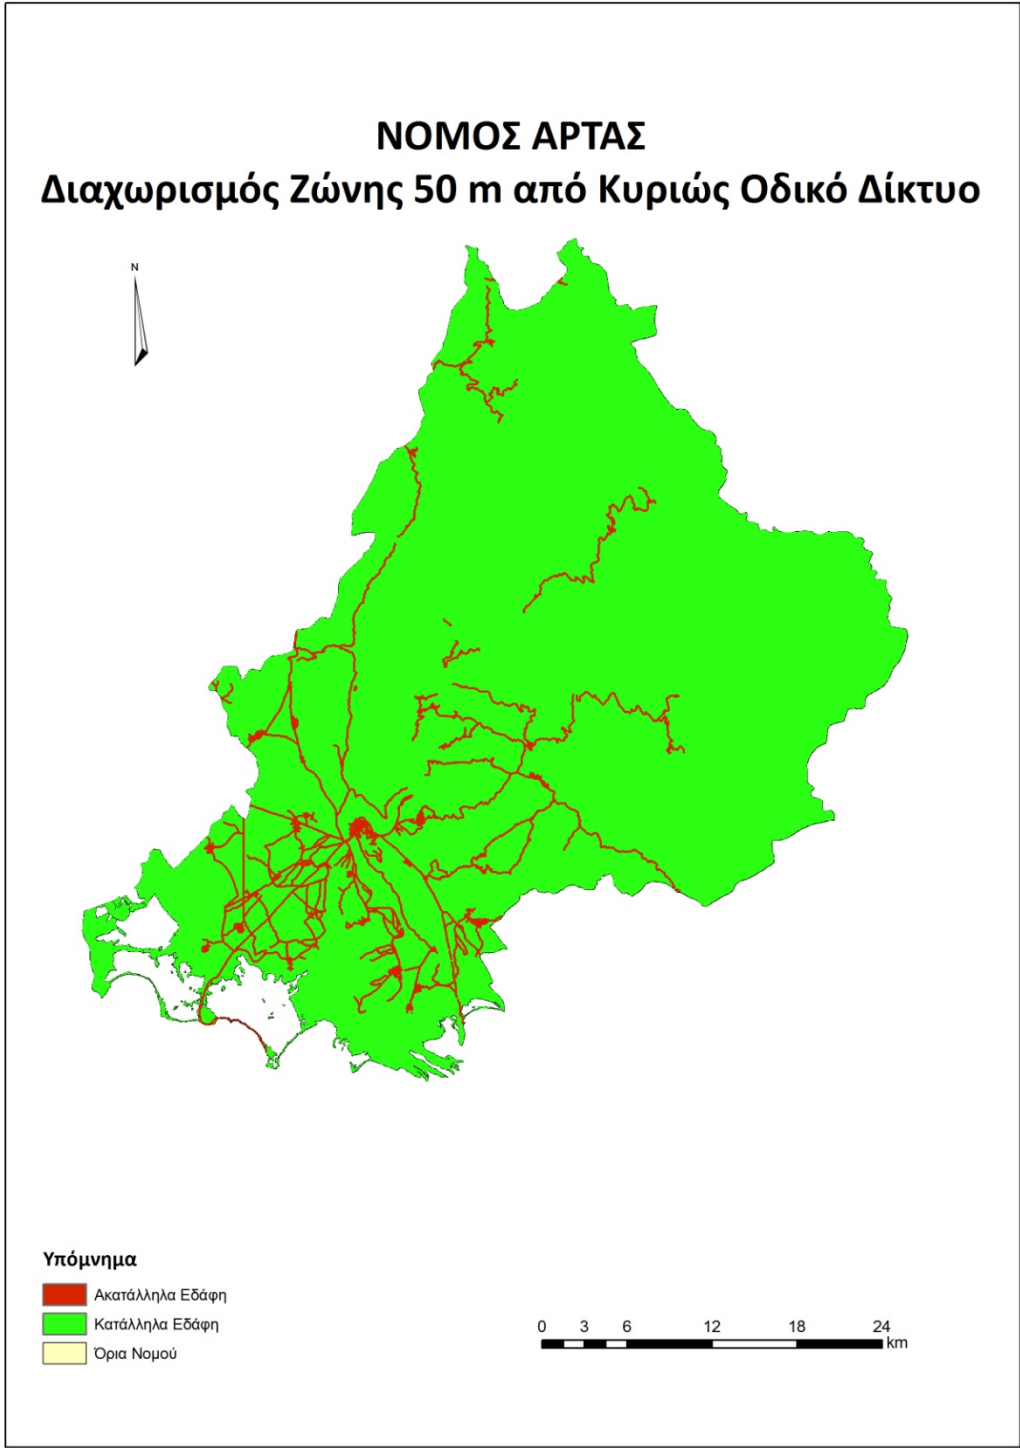 ΝΟΜΟΣ ΑΡΤΑΣ
Διαχωρισμός Ζώνης 50 m από Κυριώς Οδικό Δίκτυο
N
Υπόμνημα
Ακατάλληλα Εδάφη
Κατάλληλα Εδάφη
Όρια Νομού
0 3 6 12 18 24
km